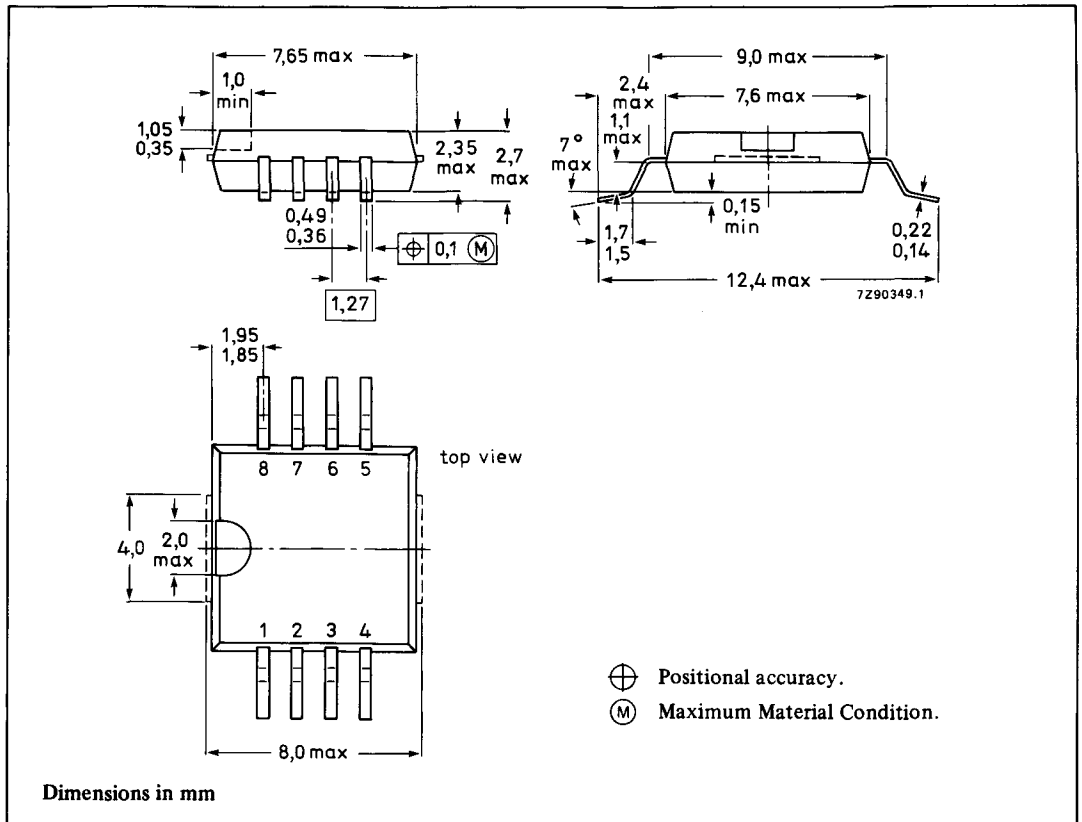 7,65 max
1,0
min
1,05
0,35
2,35
max
2,7
max
0,49
0,36
⌖ 0,1 Ⓜ
1,27
9,0 max
2,4
max
7,6 max
1,1
max
7°
max
0,15
min
1,7
1,5
0,22
0,14
12,4 max
7Z90349.1
1,95
1,85
8 7 6 5
top view
4,0
2,0
max
1 2 3 4
8,0 max
⌖ Positional accuracy.
Ⓜ Maximum Material Condition.
Dimensions in mm